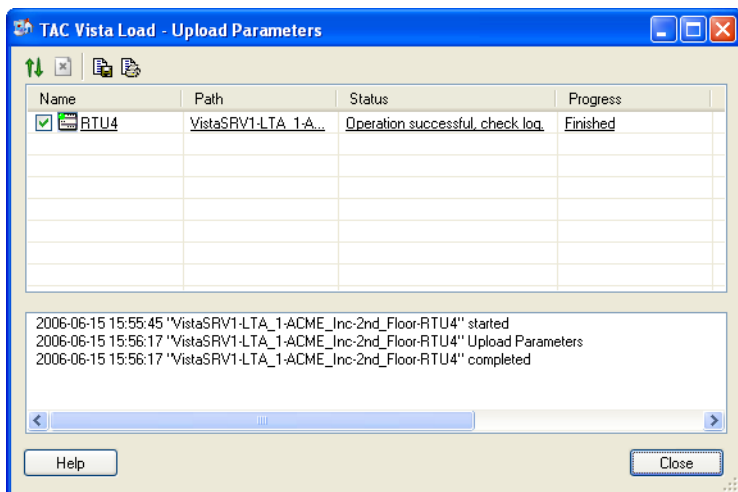 TAC Vista Load - Upload Parameters
Name Path Status Progress
RTU4 VistaSRV1-LTA_1-A... Operation successful, check log. Finished
2006-06-15 15:55:45 "VistaSRV1-LTA_1-ACME_Inc-2nd_Floor-RTU4" started
2006-06-15 15:56:17 "VistaSRV1-LTA_1-ACME_Inc-2nd_Floor-RTU4" Upload Parameters
2006-06-15 15:56:17 "VistaSRV1-LTA_1-ACME_Inc-2nd_Floor-RTU4" completed
Help Close